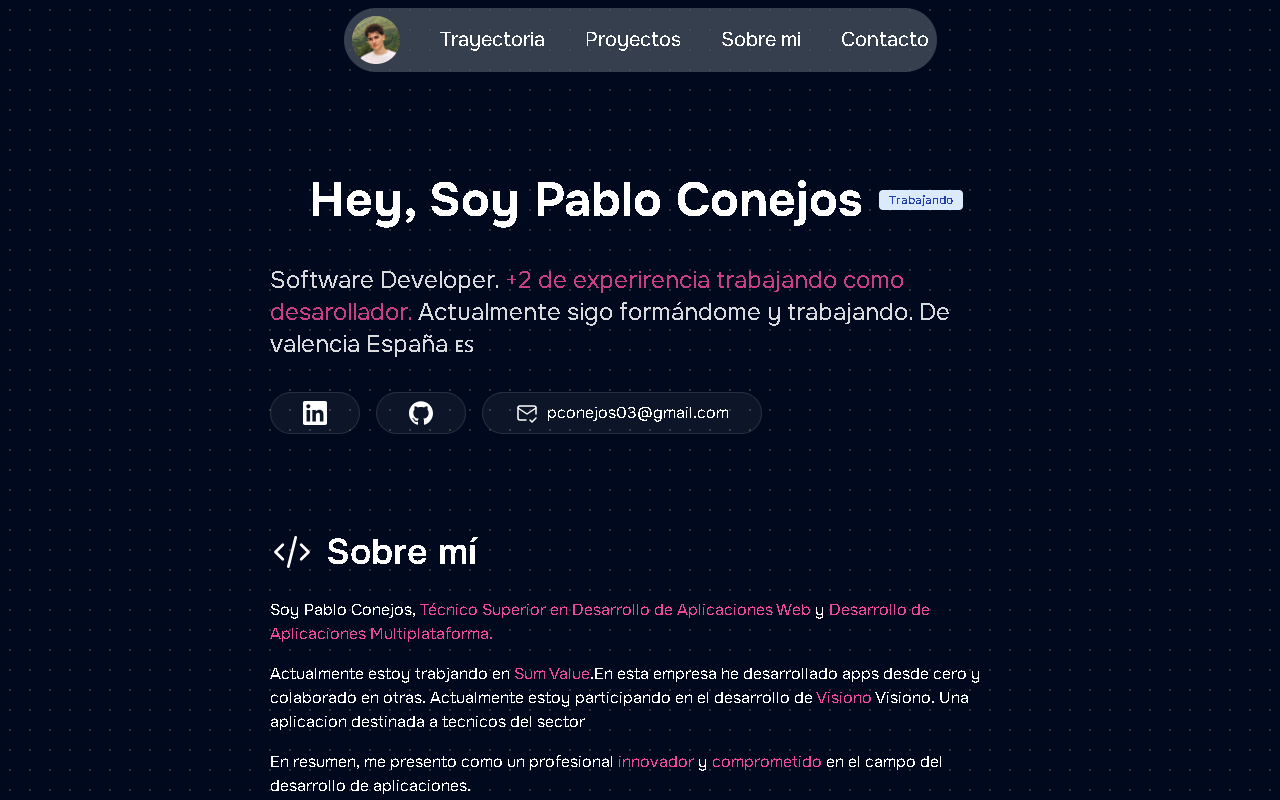 Trayectoria Proyectos Sobre mi Contacto
Hey, Soy Pablo Conejos Trabajando
Software Developer. +2 de experirencia trabajando como
desarollador. Actualmente sigo formándome y trabajando. De
valencia España ES
in pconejos03@gmail.com
</> Sobre mí
Soy Pablo Conejos, Técnico Superior en Desarrollo de Aplicaciones Web y Desarrollo de
Aplicaciones Multiplataforma.
Actualmente estoy trabjando en Sum Value.En esta empresa he desarrollado apps desde cero y
colaborado en otras. Actualmente estoy participando en el desarrollo de Visiono Visiono. Una
aplicacion destinada a tecnicos del sector
En resumen, me presento como un profesional innovador y comprometido en el campo del
desarrollo de aplicaciones.